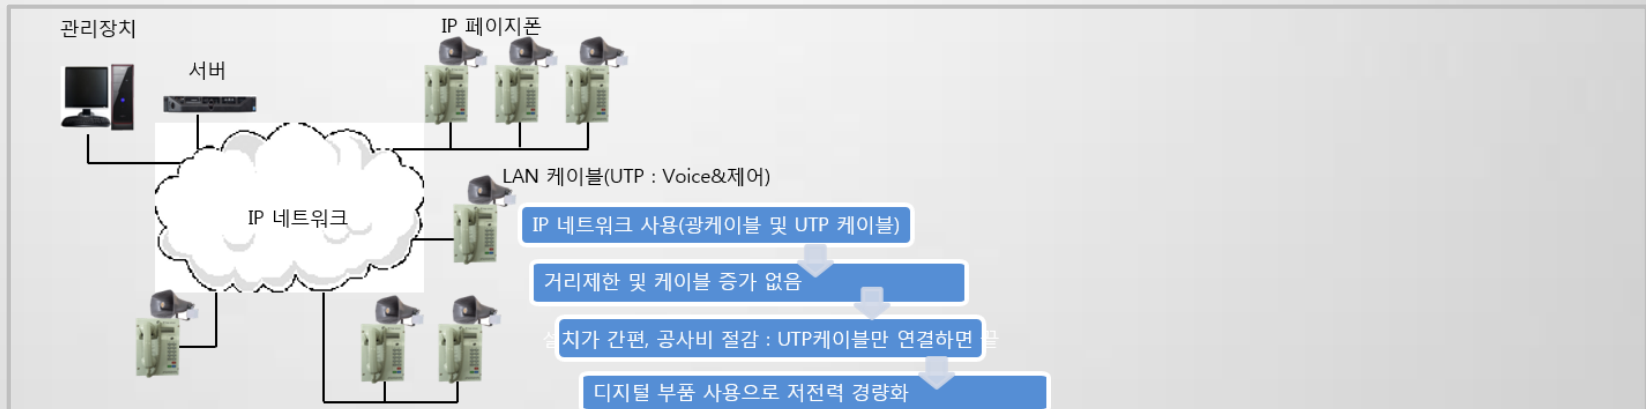 관리장치
서버
IP 페이지폰
LAN 케이블(UTP : Voice&제어)
IP 네트워크
IP 네트워크 사용(광케이블 및 UTP 케이블)
거리제한 및 케이블 증가 없음
설치가 간편, 공사비 절감 : UTP케이블만 연결하면 끝
디지털 부품 사용으로 저전력 경량화